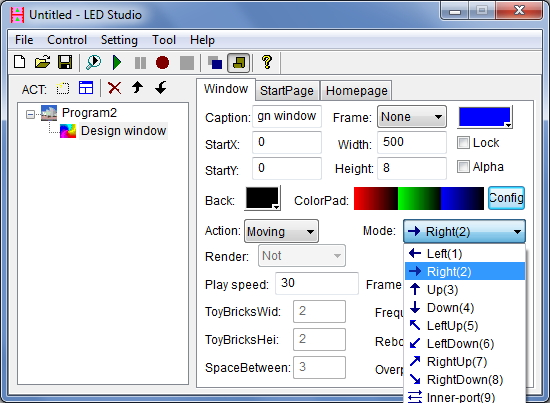 Untitled - LED Studio
File Control Setting Tool Help
ACT:
Program2
Design window
Window StartPage Homepage
Caption: gn window Frame: None
StartX: 0 Width: 500 Lock
StartY: 0 Height: 8 Alpha
Back: ColorPad: Config
Action: Moving Mode: Right(2)
Render: Not
Play speed: 30 Frame
ToyBricksWid: 2 Frequ
ToyBricksHei: 2 Rebo
SpaceBetween: 3 Overp
Left(1)
Right(2)
Up(3)
Down(4)
LeftUp(5)
LeftDown(6)
RightUp(7)
RightDown(8)
Inner-port(9)